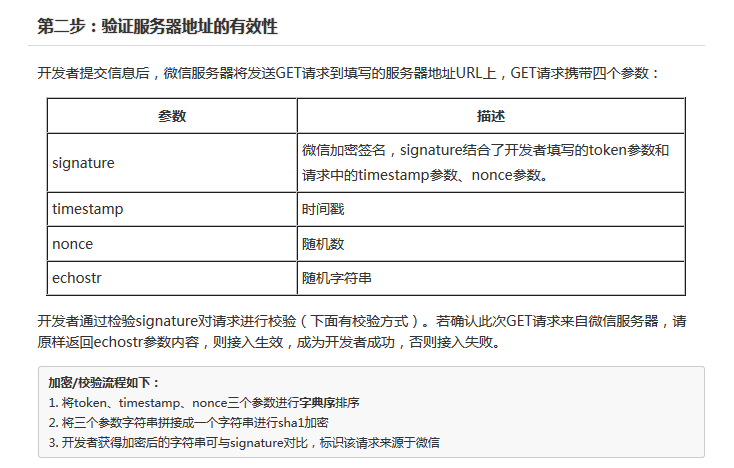 第二步：验证服务器地址的有效性
开发者提交信息后，微信服务器将发送GET请求到填写的服务器地址URL上，GET请求携带四个参数：
参数 描述
signature 微信加密签名，signature结合了开发者填写的token参数和
请求中的timestamp参数、nonce参数。
timestamp 时间戳
nonce 随机数
echostr 随机字符串
开发者通过检验signature对请求进行校验（下面有校验方式）。若确认此次GET请求来自微信服务器，请
原样返回echostr参数内容，则接入生效，成为开发者成功，否则接入失败。
加密/校验流程如下：
1. 将token、timestamp、nonce三个参数进行字典序排序
2. 将三个参数字符串拼接成一个字符串进行sha1加密
3. 开发者获得加密后的字符串可与signature对比，标识该请求来源于微信